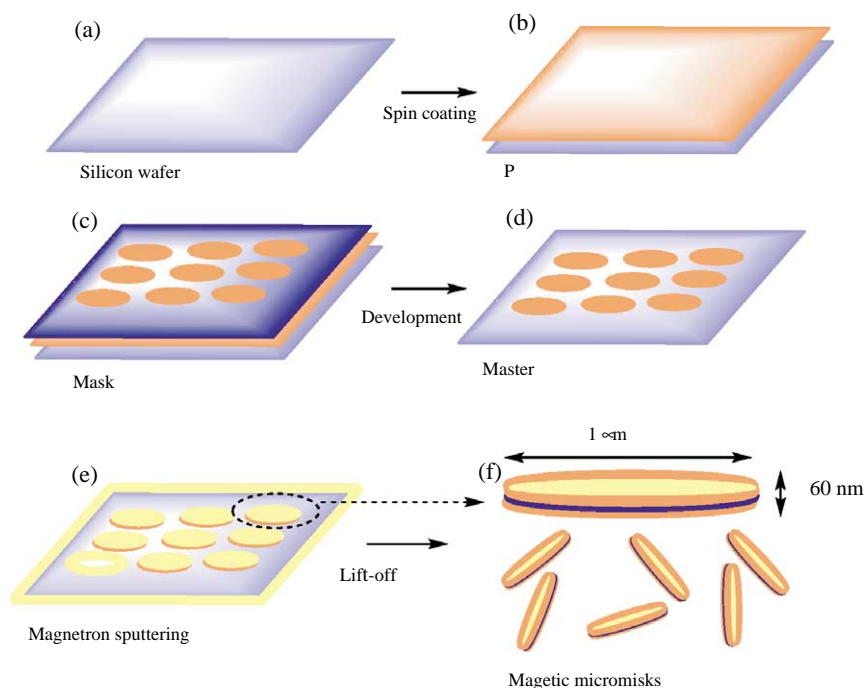 (a)
(b)
Spin coating
Silicon wafer
P
(c)
(d)
Development
Mask
Master
1 ∝m
(e)
(f)
60 nm
Lift-off
Magnetron sputtering
Magetic micromisks